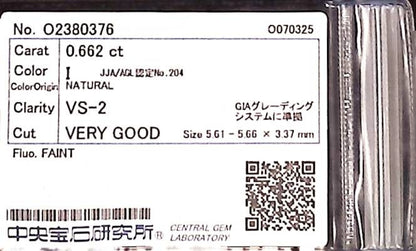 No. O2380376 O070325
Carat 0.662 ct
Color I JJA/AGL認定No.204
ColorOrigin NATURAL
Clarity VS-2 GIAグレーディング
システムに準拠
Cut VERY GOOD Size 5.61 - 5.66 × 3.37 mm
Fluo. FAINT
中央宝石研究所® CENTRAL GEM
LABORATORY